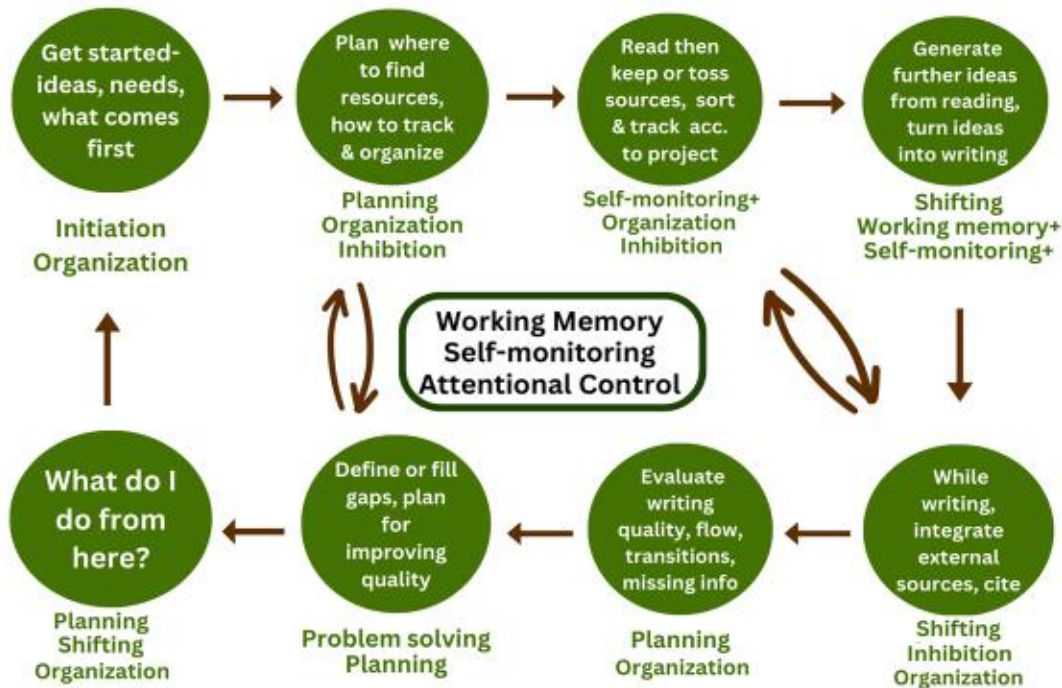 Get started-
ideas, needs,
what comes
first
Initiation
Organization
Plan where
to find
resources,
how to track
& organize
Planning
Organization
Inhibition
Read then
keep or toss
sources, sort
& track acc.
to project
Self-monitoring+
Organization
Inhibition
Generate
further ideas
from reading,
turn ideas
into writing
Shifting
Working memory+
Self-monitoring+
Working Memory
Self-monitoring
Attentional Control
While
writing,
integrate
external
sources, cite
Shifting
Inhibition
Organization
Evaluate
writing
quality, flow,
transitions,
missing info
Planning
Organization
Define or fill
gaps, plan
for
improving
quality
Problem solving
Planning
What do I
do from
here?
Planning
Shifting
Organization